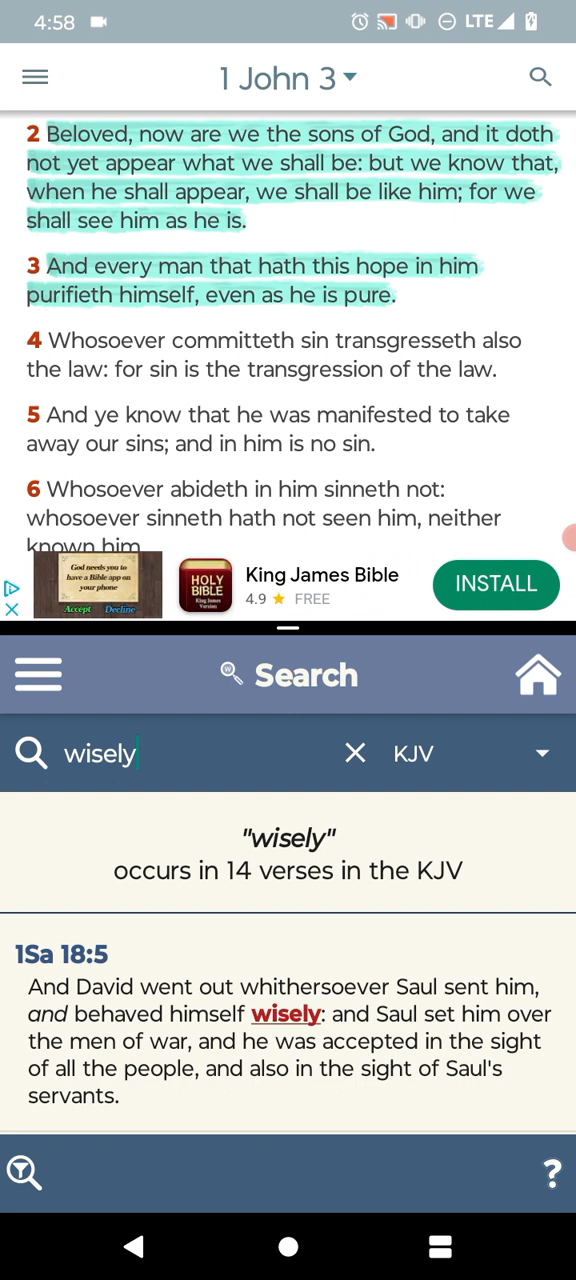 4:58
LTE
1 John 3
2 Beloved, now are we the sons of God, and it doth
not yet appear what we shall be: but we know that,
when he shall appear, we shall be like him; for we
shall see him as he is.
3 And every man that hath this hope in him
purifieth himself, even as he is pure.
4 Whosoever committeth sin transgresseth also
the law: for sin is the transgression of the law.
5 And ye know that he was manifested to take
away our sins; and in him is no sin.
6 Whosoever abideth in him sinneth not:
whosoever sinneth hath not seen him, neither
known him
God needs you to
have a Bible app on
your phone
Accept Decline
HOLY
BIBLE
King James
Version
King James Bible
4.9 ★ FREE
INSTALL
W
Search
wisely
KJV
"wisely"
occurs in 14 verses in the KJV
1Sa 18:5
And David went out whithersoever Saul sent him,
and behaved himself wisely: and Saul set him over
the men of war, and he was accepted in the sight
of all the people, and also in the sight of Saul's
servants.
?